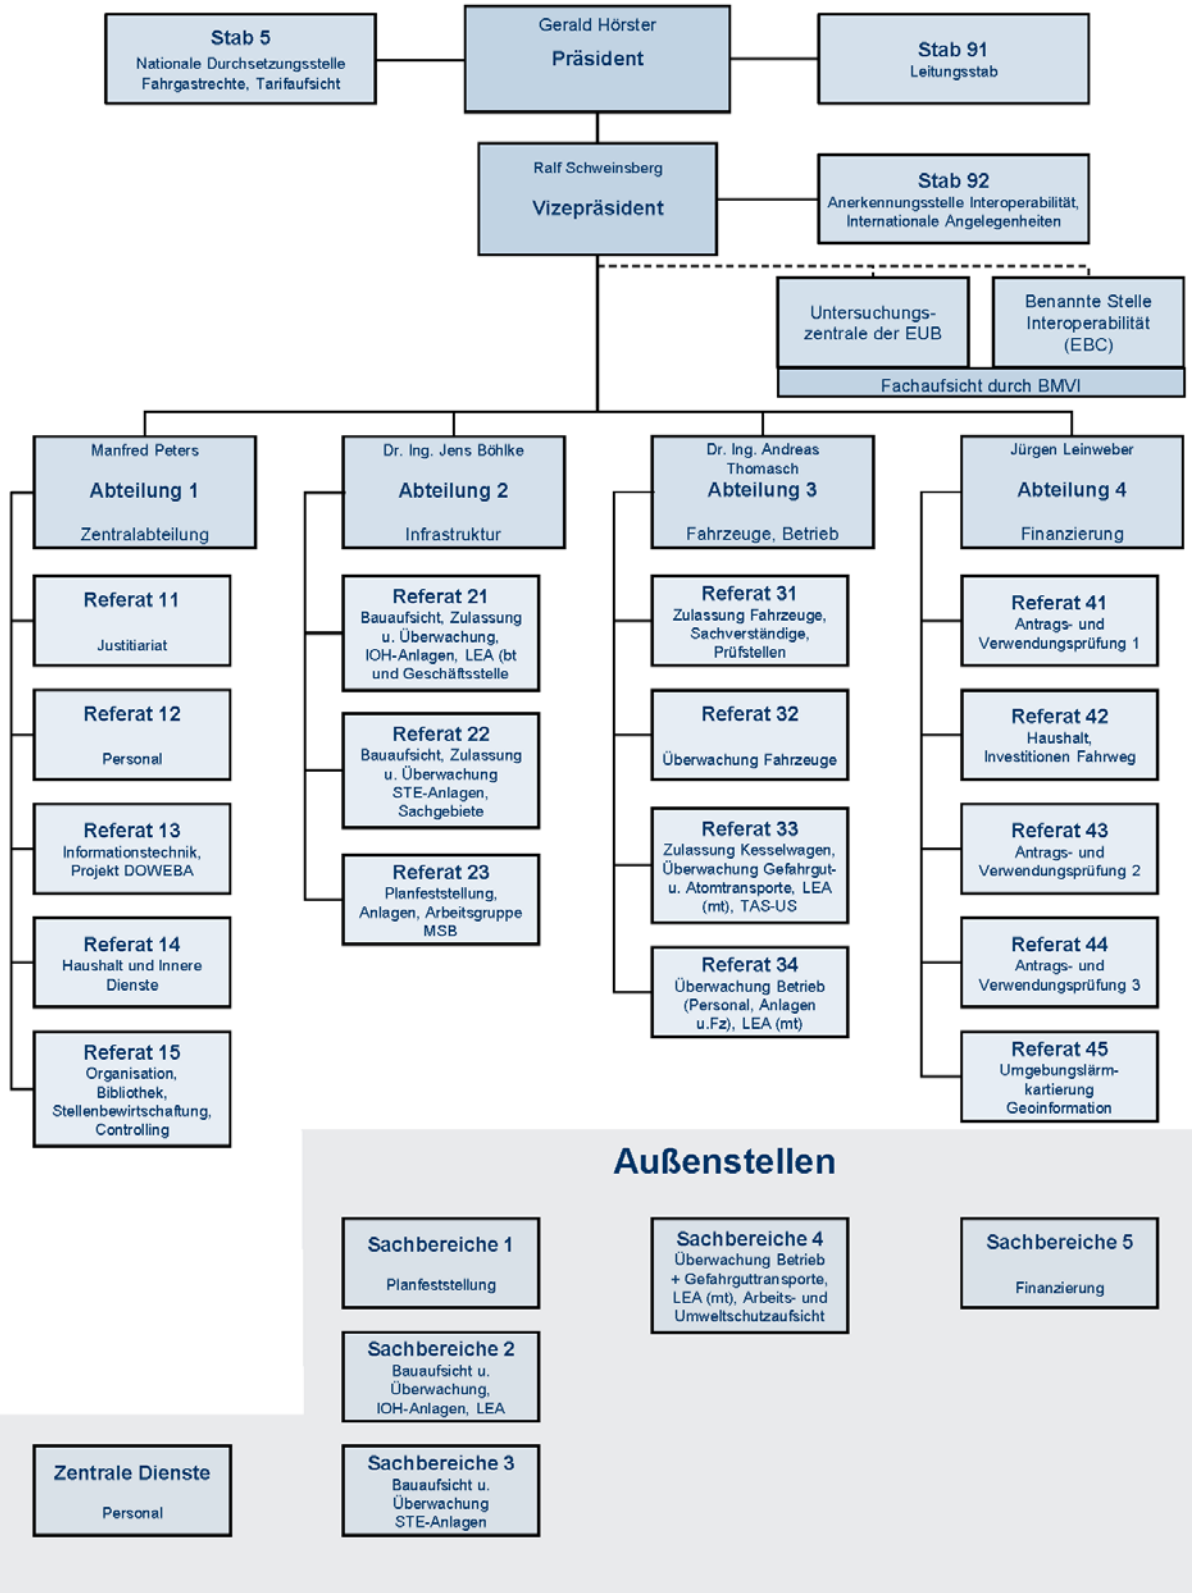 Stab 5
Nationale Durchsetzungsstelle
Fahrgastrechte, Tarifaufsicht
Gerald Hörster
Präsident
Stab 91
Leitungsstab
Ralf Schweinsberg
Vizepräsident
Stab 92
Anerkennungsstelle Interoperabilität,
Internationale Angelegenheiten
Untersuchungs-
zentrale der EUB
Benannte Stelle
Interoperabilität
(EBC)
Fachaufsicht durch BMVI
Manfred Peters
Abteilung 1
Zentralabteilung
Referat 11
Justitiariat
Referat 12
Personal
Referat 13
Informationstechnik,
Projekt DOWEBA
Referat 14
Haushalt und Innere
Dienste
Referat 15
Organisation,
Bibliothek,
Stellenbewirtschaftung,
Controlling
Dr. Ing. Jens Böhlke
Abteilung 2
Infrastruktur
Referat 21
Bauaufsicht, Zulassung
u. Überwachung,
IOH-Anlagen, LEA (bt
und Geschäftsstelle
Referat 22
Bauaufsicht, Zulassung
u. Überwachung
STE-Anlagen,
Sachgebiete
Referat 23
Planfeststellung,
Anlagen, Arbeitsgruppe
MSB
Dr. Ing. Andreas
Thomasch
Abteilung 3
Fahrzeuge, Betrieb
Referat 31
Zulassung Fahrzeuge,
Sachverständige,
Prüfstellen
Referat 32
Überwachung Fahrzeuge
Referat 33
Zulassung Kesselwagen,
Überwachung Gefahrgut-
u. Atomtransporte, LEA
(mt), TAS-US
Referat 34
Überwachung Betrieb
(Personal, Anlagen
u.Fz), LEA (mt)
Jürgen Leinweber
Abteilung 4
Finanzierung
Referat 41
Antrags- und
Verwendungsprüfung 1
Referat 42
Haushalt,
Investitionen Fahrweg
Referat 43
Antrags- und
Verwendungsprüfung 2
Referat 44
Antrags- und
Verwendungsprüfung 3
Referat 45
Umgebungslärm-
kartierung
Geoinformation
Außenstellen
Sachbereiche 1
Planfeststellung
Sachbereiche 2
Bauaufsicht u.
Überwachung,
IOH-Anlagen, LEA
Sachbereiche 3
Bauaufsicht u.
Überwachung
STE-Anlagen
Sachbereiche 4
Überwachung Betrieb
+ Gefahrguttransporte,
LEA (mt), Arbeits- und
Umweltschutzaufsicht
Sachbereiche 5
Finanzierung
Zentrale Dienste
Personal